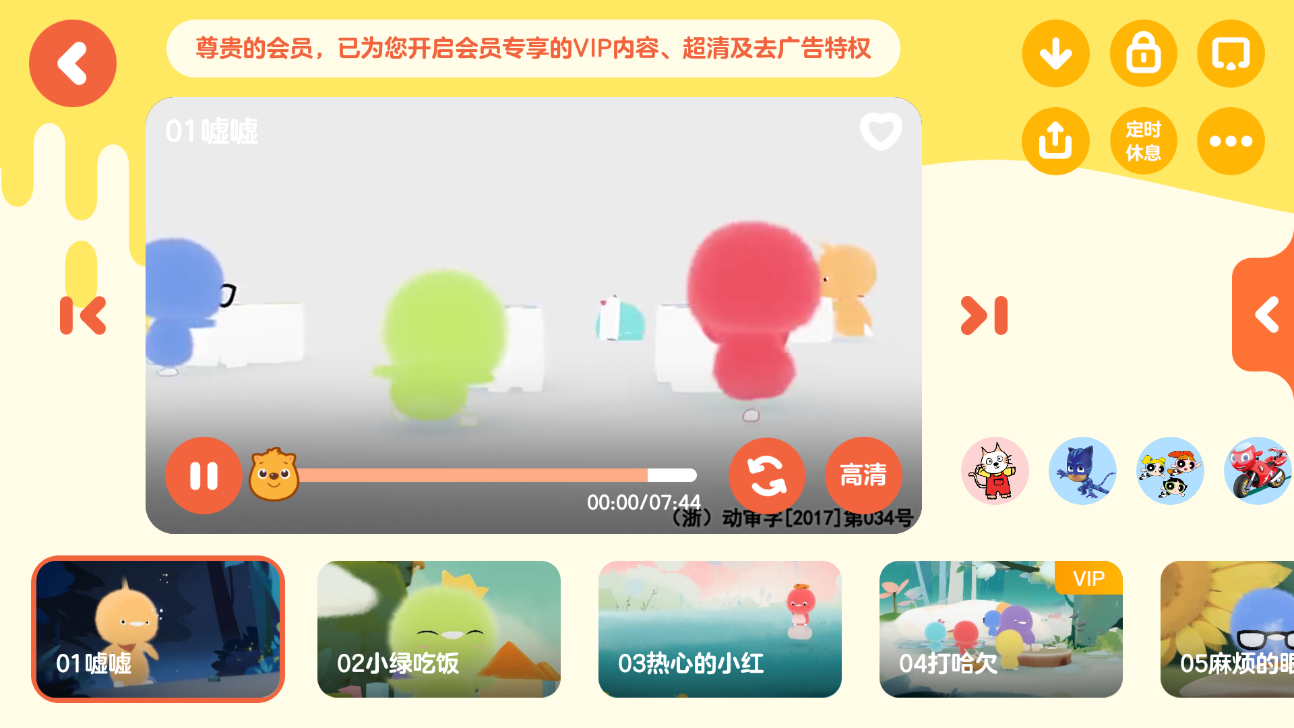 尊贵的会员，已为您开启会员专享的VIP内容、超清及去广告特权
定时
休息
01嘘嘘
高清
00:00/07:44
（浙）动审字[2017]第034号
VIP
01嘘嘘
02小绿吃饭
03热心的小红
04打哈欠
05麻烦的眼